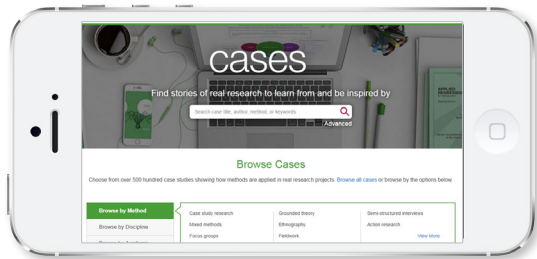 cases
Find stories of real research to learn from and be inspired by
Search case title, author, method, or keywords
Advanced
APPLIED
Browse Cases
Choose from over 500 hundred case studies showing how methods are applied in real research projects. Browse all cases or browse by the options below.
Browse by Method
Case study research
Grounded theory
Semi-structured interviews
Mixed methods
Ethnography
Action research
Browse by Discipline
Focus groups
Fieldwork
View More